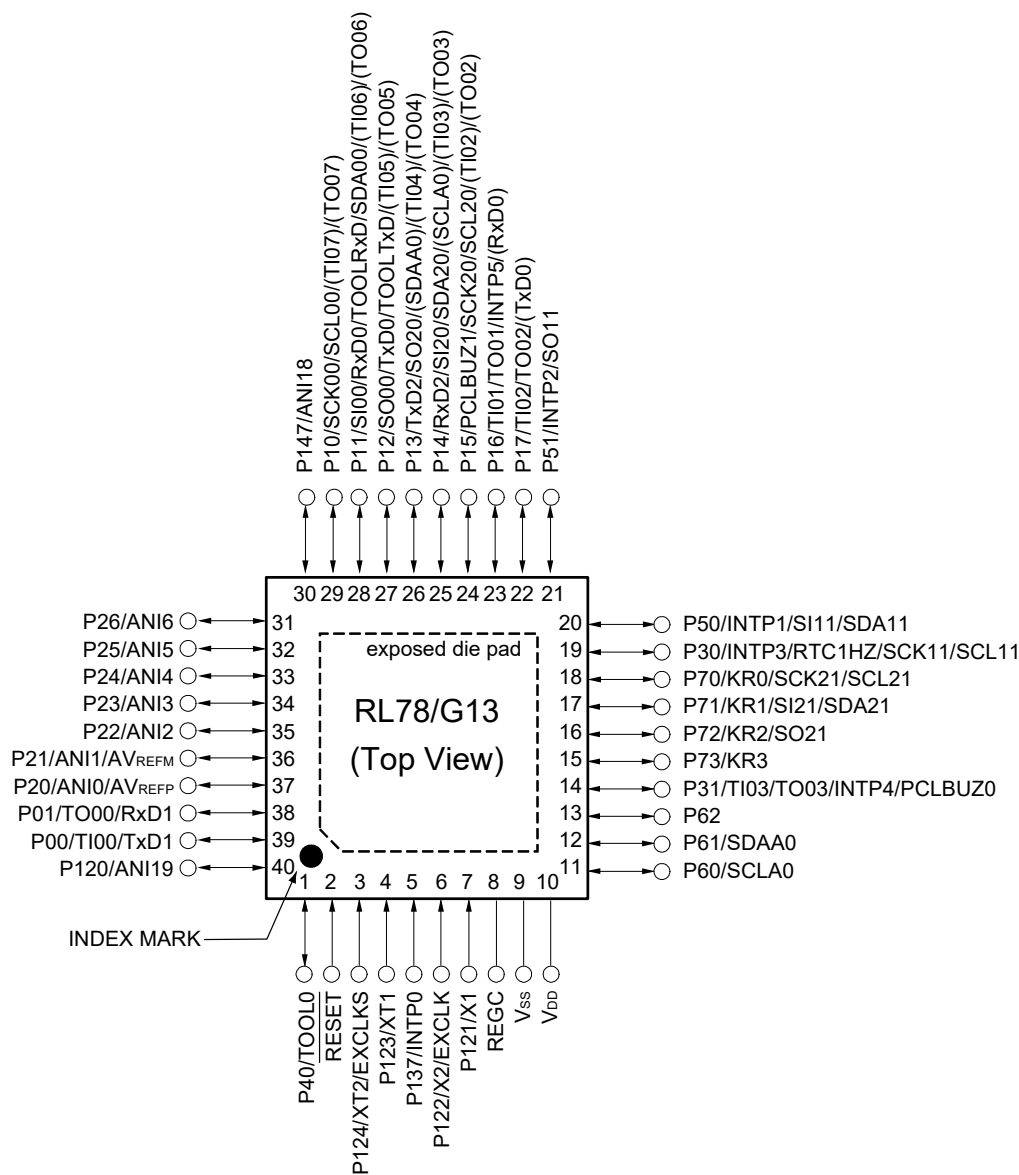 P147/ANI18
P10/SCK00/SCL00/(TI07)/(TO07)
P11/SI00/RxD0/TOOLRxD/SDA00/(TI06)/(TO06)
P12/SO00/TxD0/TOOLTxD/(TI05)/(TO05)
P13/TxD2/SO20/(SDAA0)/(TI04)/(TO04)
P14/RxD2/SI20/SDA20/(SCLA0)/(TI03)/(TO03)
P15/PCLBUZ1/SCK20/SCL20/(TI02)/(TO02)
P16/TI01/TO01/INTP5/(RxD0)
P17/TI02/TO02/(TxD0)
P51/INTP2/SO11
30 29 28 27 26 25 24 23 22 21
P26/ANI6 31
P25/ANI5 32
P24/ANI4 33
P23/ANI3 34
P22/ANI2 35
P21/ANI1/AVREFM 36
P20/ANI0/AVREFP 37
P01/TO00/RxD1 38
P00/TI00/TxD1 39
P120/ANI19 40
exposed die pad
RL78/G13
(Top View)
20 P50/INTP1/SI11/SDA11
19 P30/INTP3/RTC1HZ/SCK11/SCL11
18 P70/KR0/SCK21/SCL21
17 P71/KR1/SI21/SDA21
16 P72/KR2/SO21
15 P73/KR3
14 P31/TI03/TO03/INTP4/PCLBUZ0
13 P62
12 P61/SDAA0
11 P60/SCLA0
1 2 3 4 5 6 7 8 9 10
INDEX MARK
P40/TOOL0
RESET
P124/XT2/EXCLKS
P123/XT1
P137/INTP0
P122/X2/EXCLK
P121/X1
REGC
VSS
VDD